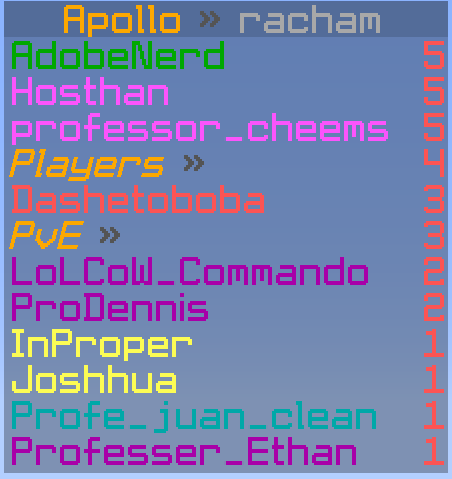 Apollo » racham
AdobeNerd 5
Hosthan 5
professor_cheems 5
Players » 4
Dashetoboba 3
PvE » 3
LoLCoW_Commando 2
ProDennis 2
InProper 1
Joshhua 1
Profe_juan_clean 1
Professer_Ethan 1